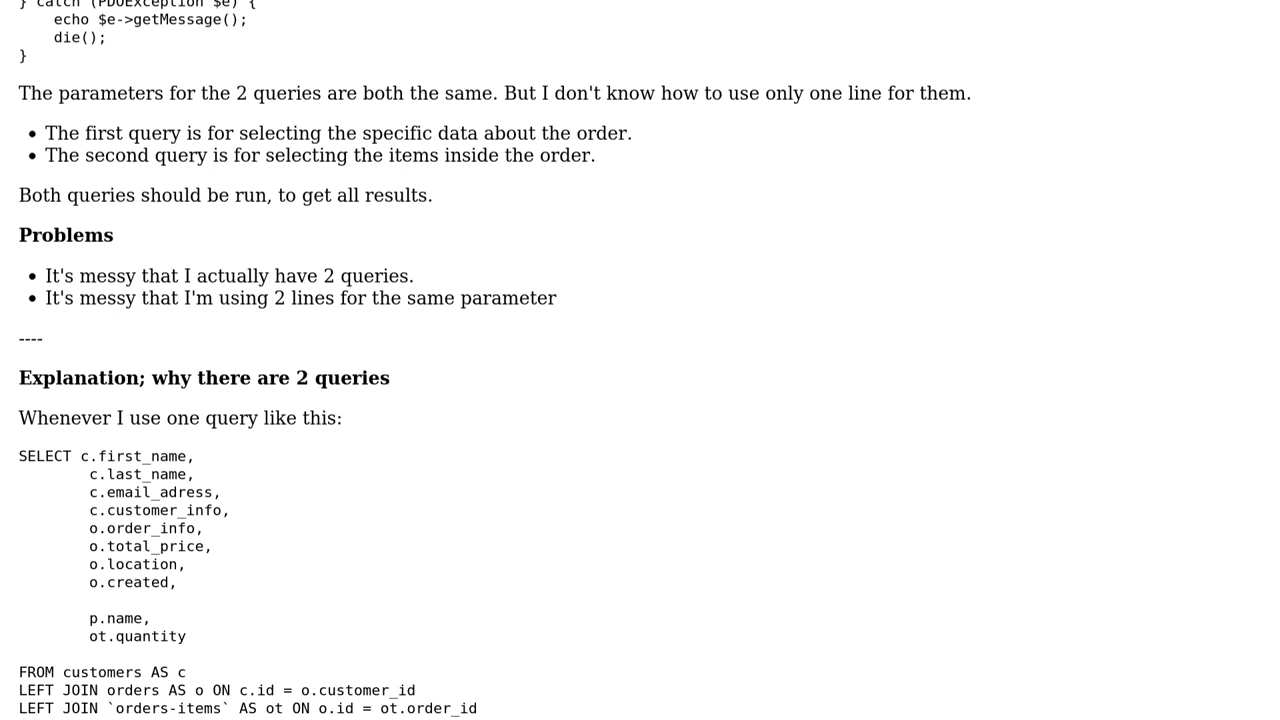 } catch (PDOException $e) {
    echo $e->getMessage();
    die();
}
The parameters for the 2 queries are both the same. But I don't know how to use only one line for them.
• The first query is for selecting the specific data about the order.
• The second query is for selecting the items inside the order.
Both queries should be run, to get all results.
Problems
• It's messy that I actually have 2 queries.
• It's messy that I'm using 2 lines for the same parameter
----
Explanation; why there are 2 queries
Whenever I use one query like this:
SELECT c.first_name,
        c.last_name,
        c.email_adress,
        c.customer_info,
        o.order_info,
        o.total_price,
        o.location,
        o.created,
        p.name,
        ot.quantity
FROM customers AS c
LEFT JOIN orders AS o ON c.id = o.customer_id
LEFT JOIN `orders-items` AS ot ON o.id = ot.order_id